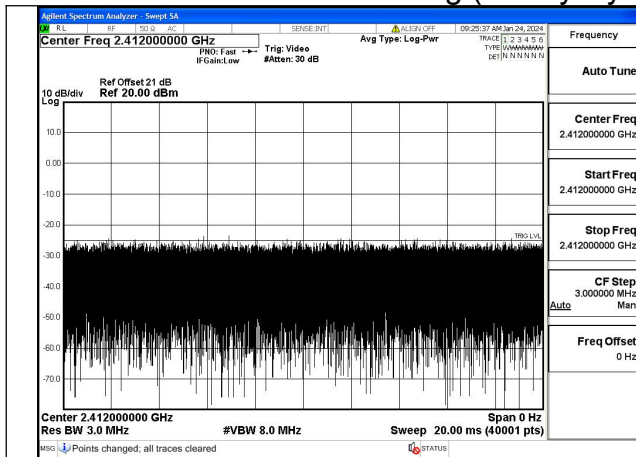 Agilent Spectrum Analyzer - Swept SA
RL RF 50 Ω AC SENSE:INT ALIGN OFF 09:25:37 AM Jan 24, 2024
Center Freq 2.412000000 GHz
PNO: Fast Trig: Video
IFGain:Low #Atten: 30 dB
Avg Type: Log-Pwr
TRACE 1 2 3 4 5 6
TYPE
DET N N N N N N
Frequency
Ref Offset 21 dB
10 dB/div Ref 20.00 dBm
Log
Auto Tune
10.0
0.00
-10.0
-20.0
-30.0
-40.0
-50.0
-60.0
-70.0
TRIG LVL
Center Freq
2.412000000 GHz
Start Freq
2.412000000 GHz
Stop Freq
2.412000000 GHz
CF Step
3.000000 MHz
Auto Man
Freq Offset
0 Hz
Center 2.412000000 GHz Span 0 Hz
Res BW 3.0 MHz #VBW 8.0 MHz Sweep 20.00 ms (40001 pts)
MSG Points changed; all traces cleared STATUS